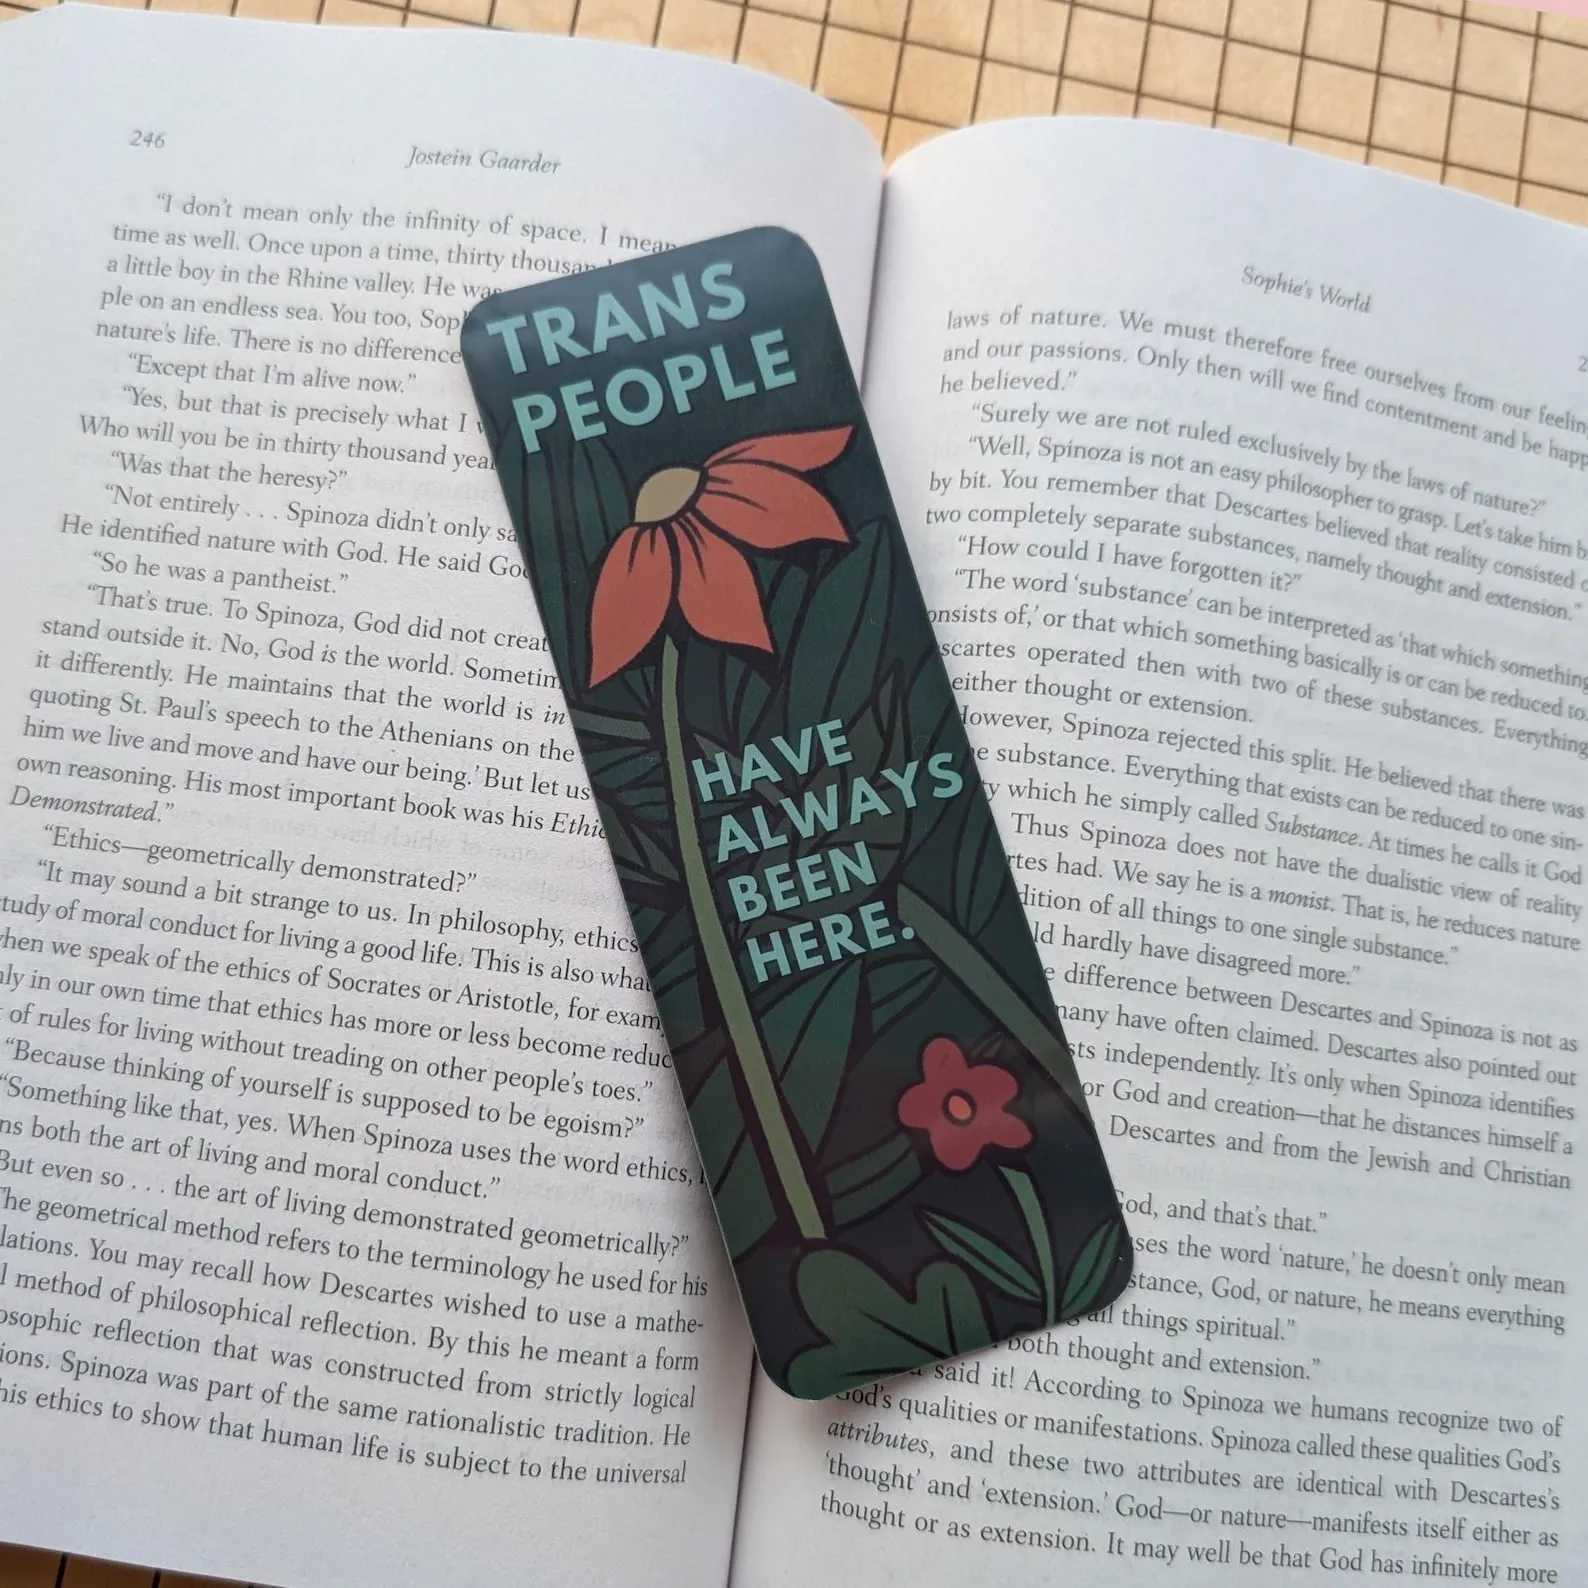 246
Jostein Gaarder
“I don’t mean only the infinity of space. I mean
time as well. Once upon a time, thirty
a little boy in the Rhine valley. He was
ple on an endless sea. You too,
nature’s life. There is no difference
“Except that I’m alive now.”
“Yes, but that is precisely what I
Who will you be in thirty thousand
“Was that the heresy?”
“Not entirely . . . Spinoza didn’t only
He identified nature with God. He said
“So he was a pantheist.”
“That’s true. To Spinoza, God did not
stand outside it. No, God is the world.
it differently. He maintains that the world is in
quoting St. Paul’s speech to the Athenians on the
him we live and move and have our being.’ But let us
own reasoning. His most important book was his
Demonstrated.”
“Ethics—geometrically demonstrated?”
“It may sound a bit strange to us. In philosophy, ethics
tudy of moral conduct for living a good life. This is also
when we speak of the ethics of Socrates or Aristotle, for
ly in our own time that ethics has more or less become
of rules for living without treading on other people’s toes.”
“Because thinking of yourself is supposed to be egoism?”
“Something like that, yes. When Spinoza uses the word ethics,
ns both the art of living and moral conduct.”
But even so . . . the art of living demonstrated geometrically?”
The geometrical method refers to the terminology he used for his
lations. You may recall how Descartes wished to use a mathe-
l method of philosophical reflection. By this he meant a form
osophic reflection that was constructed from strictly logical
ions. Spinoza was part of the same rationalistic tradition. He
his ethics to show that human life is subject to the universal
TRANS
PEOPLE
HAVE
ALWAYS
BEEN
HERE.
Sophie’s World
2
laws of nature. We must therefore free ourselves from our
and our passions. Only then will we find contentment and be
he believed.”
“Surely we are not ruled exclusively by the laws of nature?”
“Well, Spinoza is not an easy philosopher to grasp. Let’s take him
by bit. You remember that Descartes believed that reality consisted
two completely separate substances, namely thought and extension.”
“How could I have forgotten it?”
“The word ‘substance’ can be interpreted as ‘that which something
onsists of,’ or that which something basically is or can be reduced to.
scartes operated then with two of these substances. Everything
either thought or extension.
However, Spinoza rejected this split. He believed that there was
e substance. Everything that exists can be reduced to one sin-
ty which he simply called Substance. At times he calls it God
Thus Spinoza does not have the dualistic view of reality
rtes had. We say he is a monist. That is, he reduces nature
dition of all things to one single substance.”
ld hardly have disagreed more.”
e difference between Descartes and Spinoza is not as
many have often claimed. Descartes also pointed out
sts independently. It’s only when Spinoza identifies
or God and creation—that he distances himself a
Descartes and from the Jewish and Christian
God, and that’s that.”
ses the word ‘nature,’ he doesn’t only mean
stance, God, or nature, he means everything
all things spiritual.”
both thought and extension.”
said it! According to Spinoza we humans recognize two of
God’s qualities or manifestations. Spinoza called these qualities God’s
attributes, and these two attributes are identical with Descartes’s
‘thought’ and ‘extension.’ God—or nature—manifests itself either as
thought or as extension. It may well be that God has infinitely more